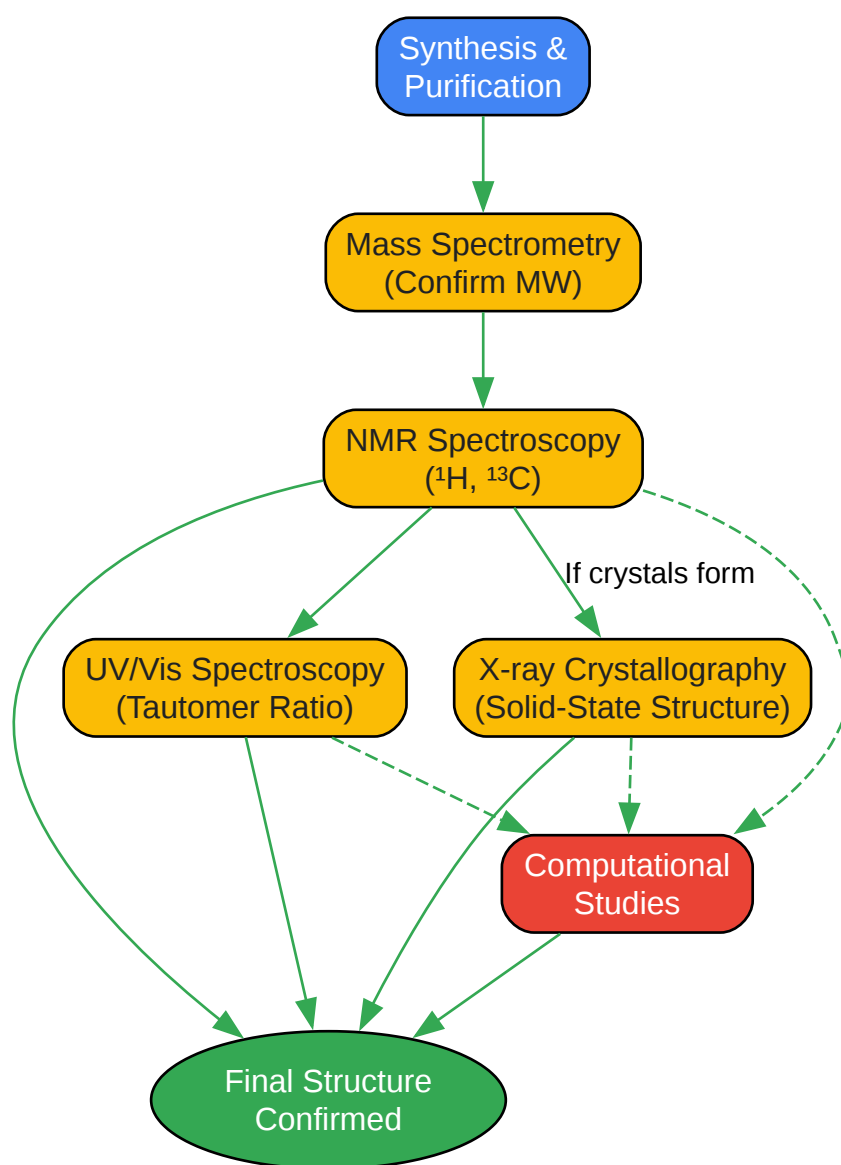 Synthesis &
Purification
Mass Spectrometry
(Confirm MW)
NMR Spectroscopy
(¹H, ¹³C)
If crystals form
UV/Vis Spectroscopy
(Tautomer Ratio)
X-ray Crystallography
(Solid-State Structure)
Computational
Studies
Final Structure
Confirmed